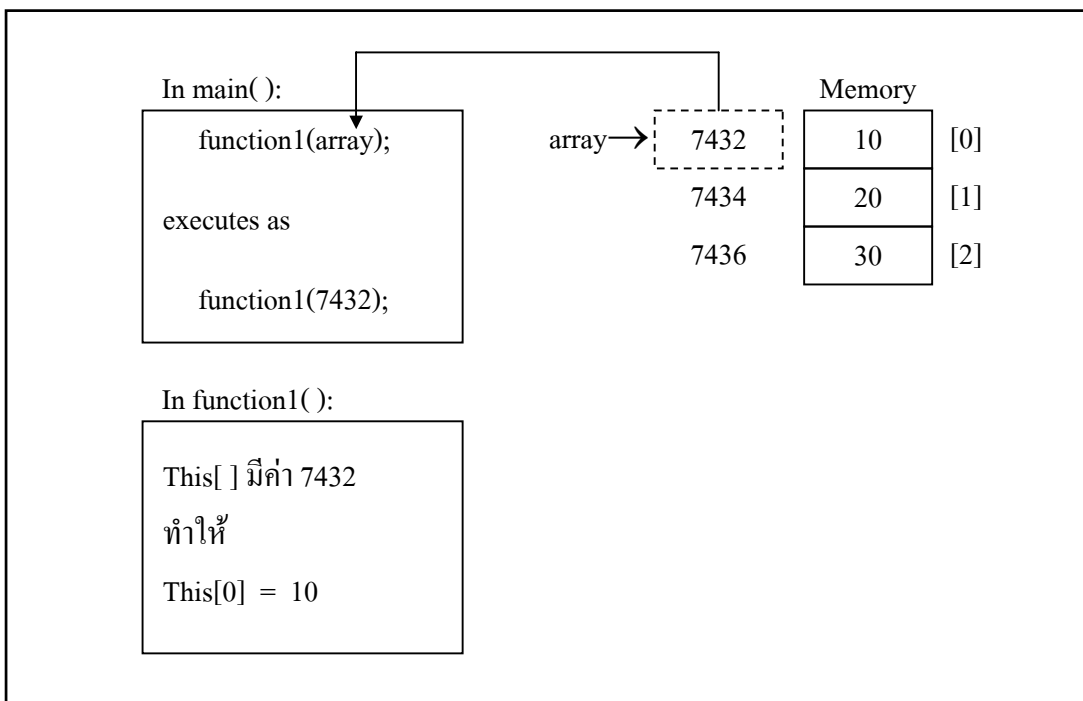 In main( ):
function1(array);
executes as
function1(7432);
Memory
array→ 7432 10 [0]
7434 20 [1]
7436 30 [2]
In function1( ):
This[ ] มีค่า 7432
ทำให้
This[0] = 10